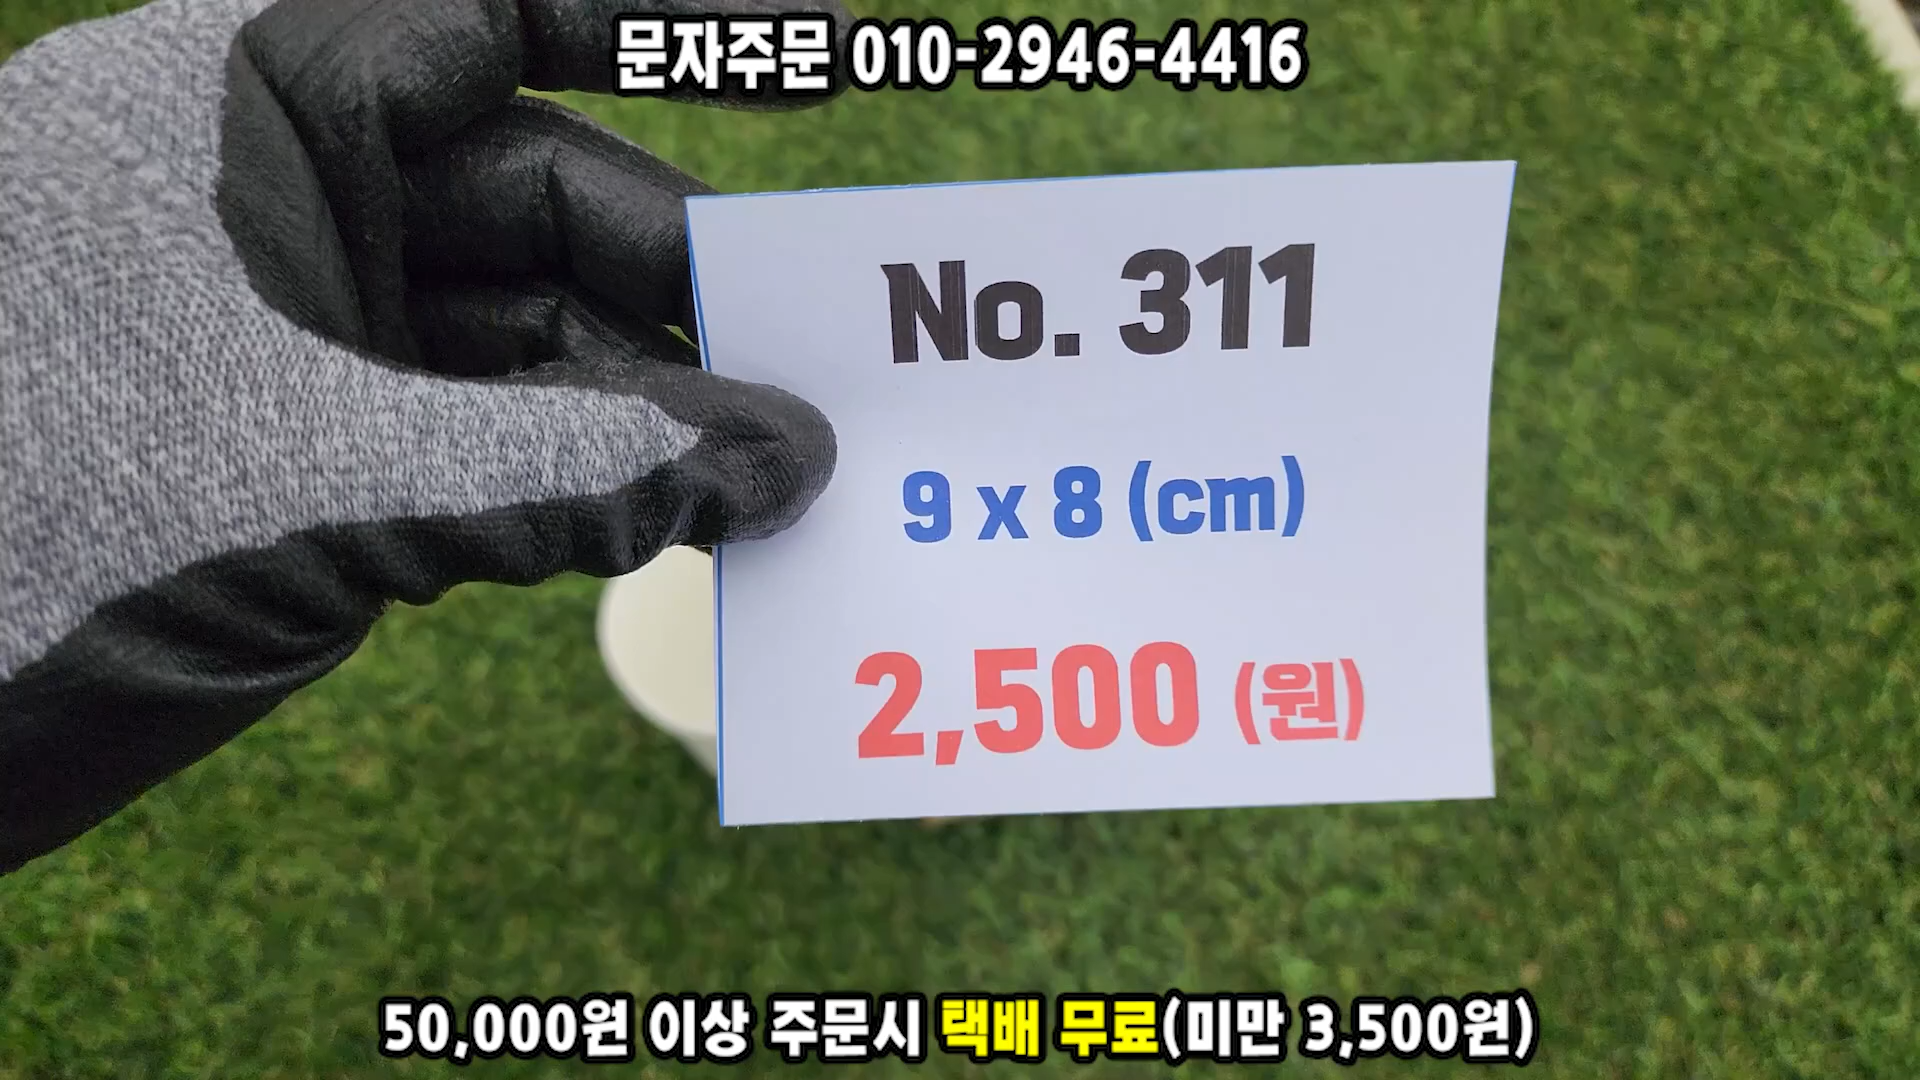 문자주문 010-2946-4416
No. 311
9 x 8 (cm)
2,500 (원)
50,000원 이상 주문시 택배 무료(미만 3,500원)